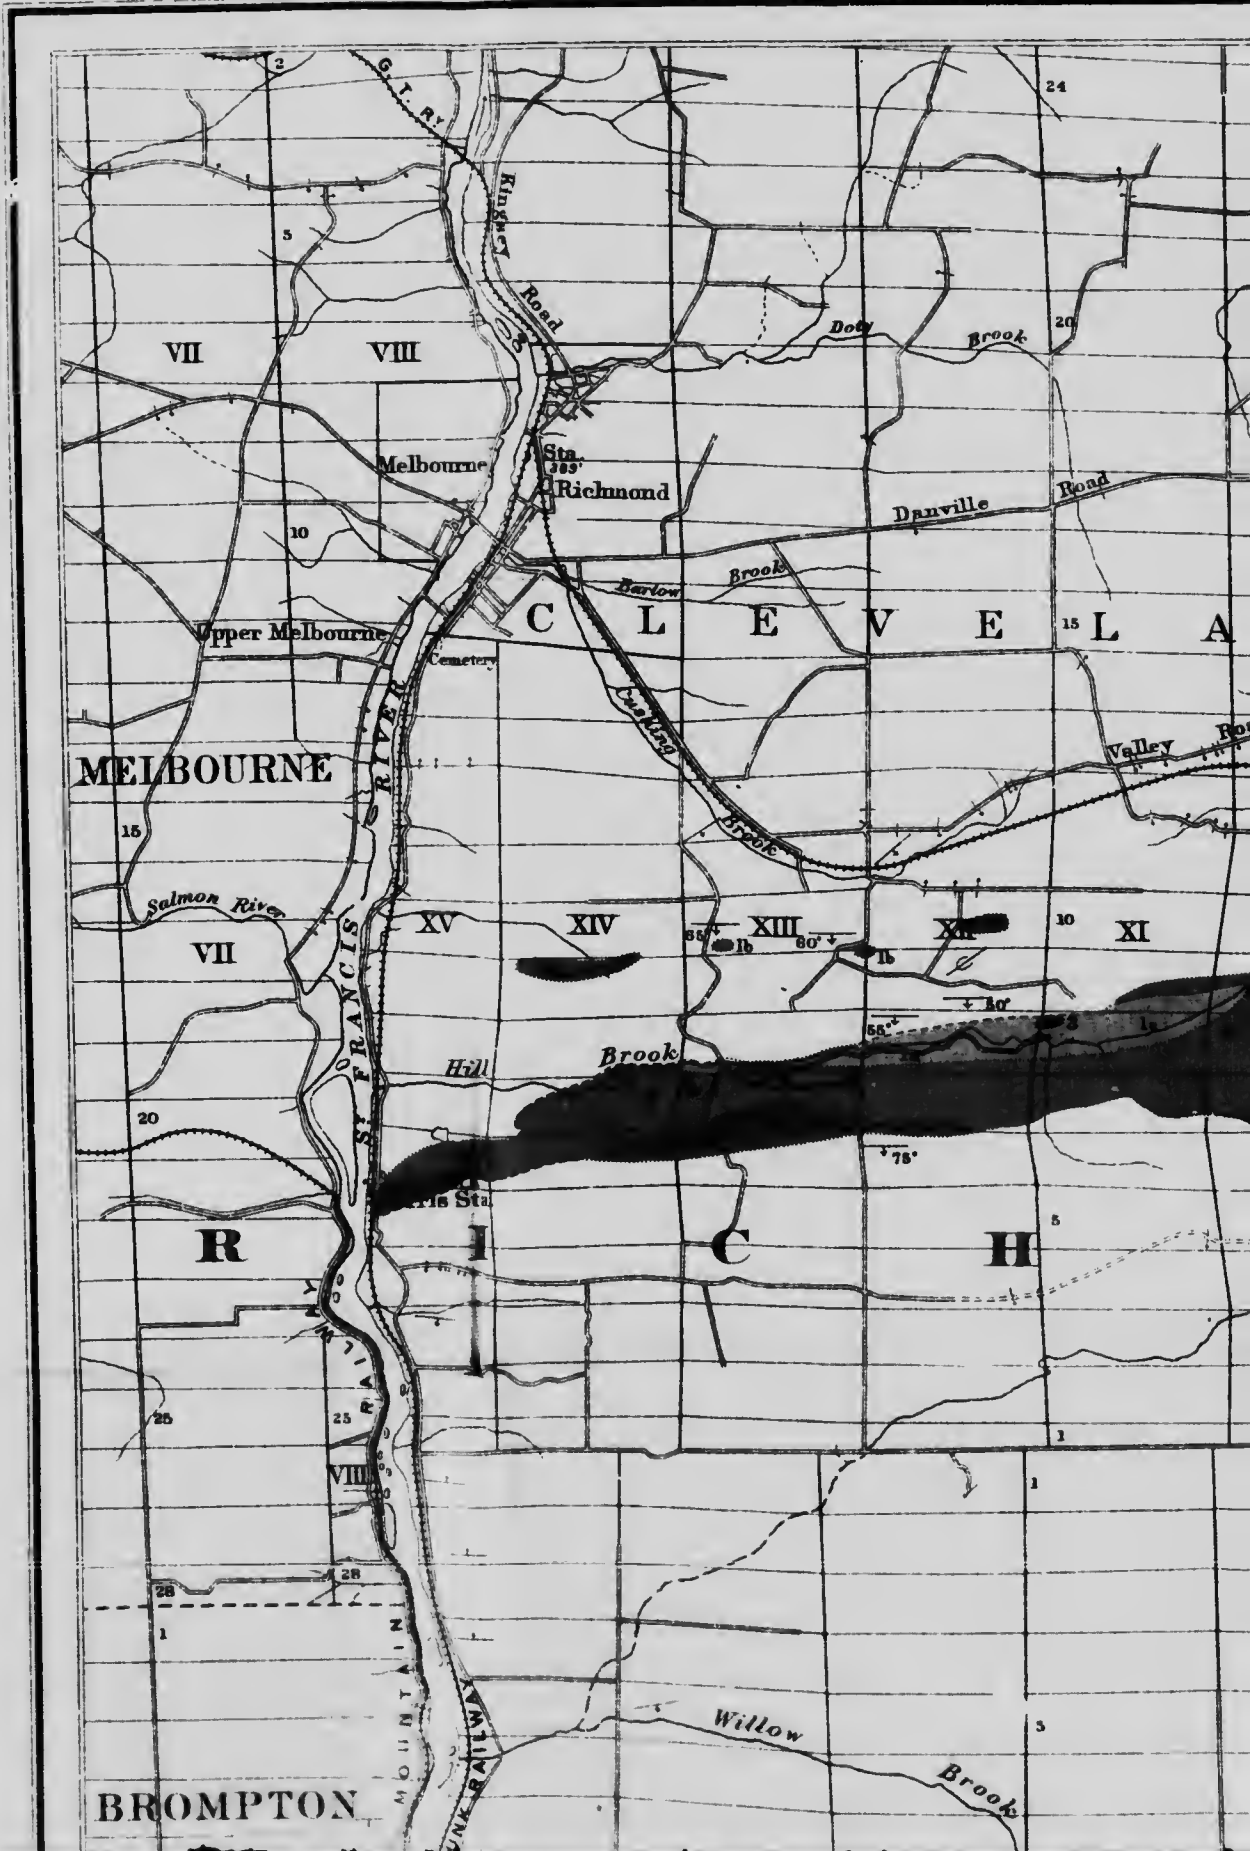 2
G. T. RY
24
Kingsey
Road
5
20
Doty
Brook
VII
VIII
Melbourne
Sta.
389'
Richmond
Road
Danville
10
Barlow
Brook
C L E V E L A
15
Upper Melbourne
Cemetery
RIVER
Cushing
Brook
Valley
MELBOURNE
15
Salmon River
VII
XV
XIV
XIII
XII
10
XI
65°
1b
60°
1b
50°
55°
3
ST FRANCIS
Hill
Brook
20
75°
Sta.
5
R I C H
RAILWAY
25
25
1
VIII
1
28
28
1
MOUNTAIN
Willow
Brook
3
UNK RAILWAY
BROMPTON